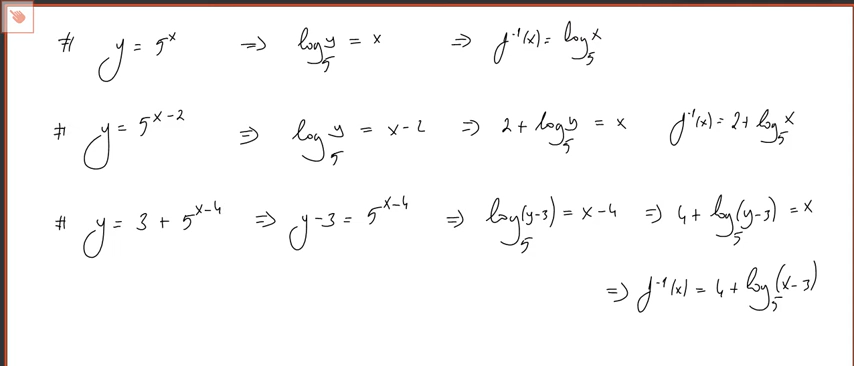 # y = 5^x ⇒ log_5 y = x ⇒ f^-1(x) = log_5 x
# y = 5^(x-2) ⇒ log_5 y = x-2 ⇒ 2 + log_5 y = x f^-1(x) = 2 + log_5 x
# y = 3 + 5^(x-4) ⇒ y-3 = 5^(x-4) ⇒ log_5 (y-3) = x-4 ⇒ 4 + log_5 (y-3) = x
⇒ f^-1(x) = 4 + log_5 (x-3)